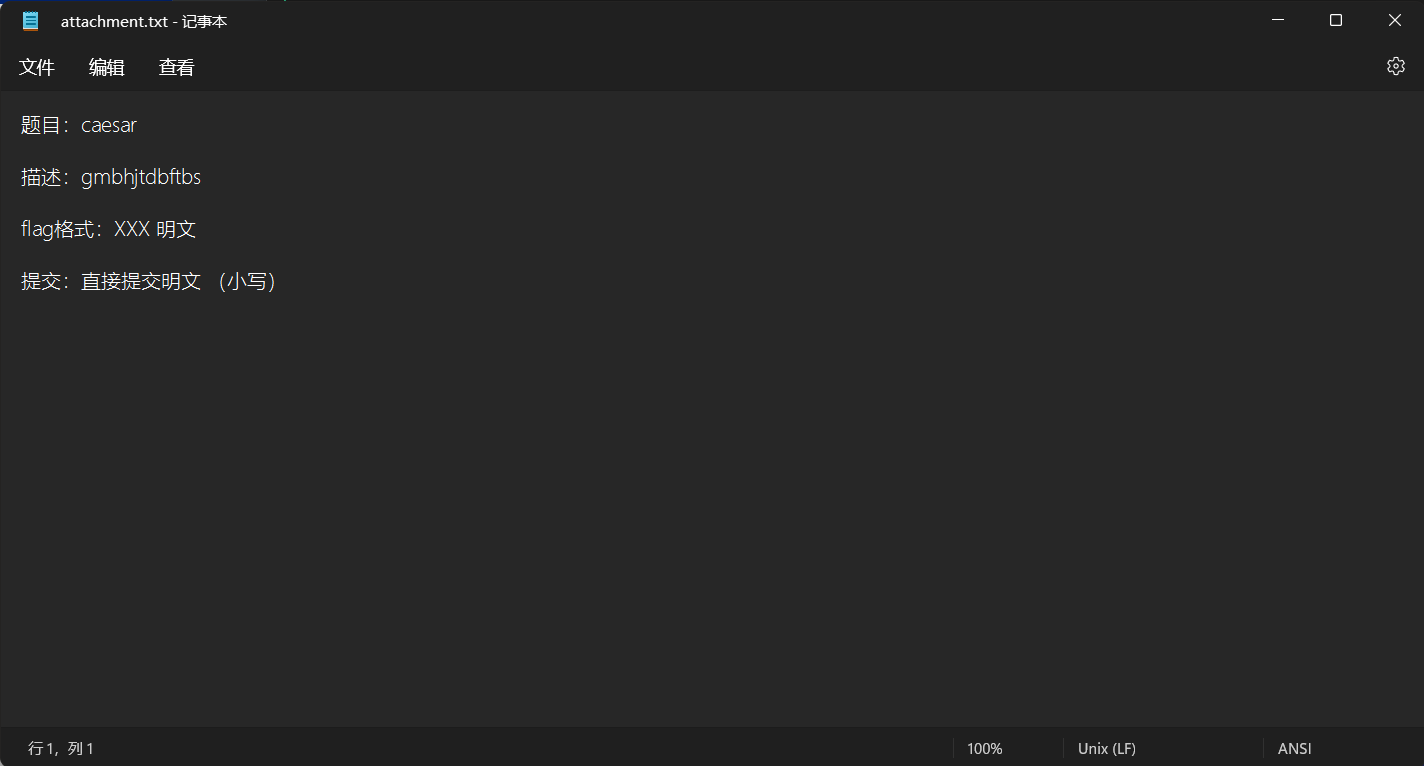 attachment.txt - 记事本
文件 编辑 查看
题目：caesar
描述：gmbhjtdbftbs
flag格式：XXX 明文
提交：直接提交明文 （小写）
行 1，列 1 100% Unix (LF) ANSI